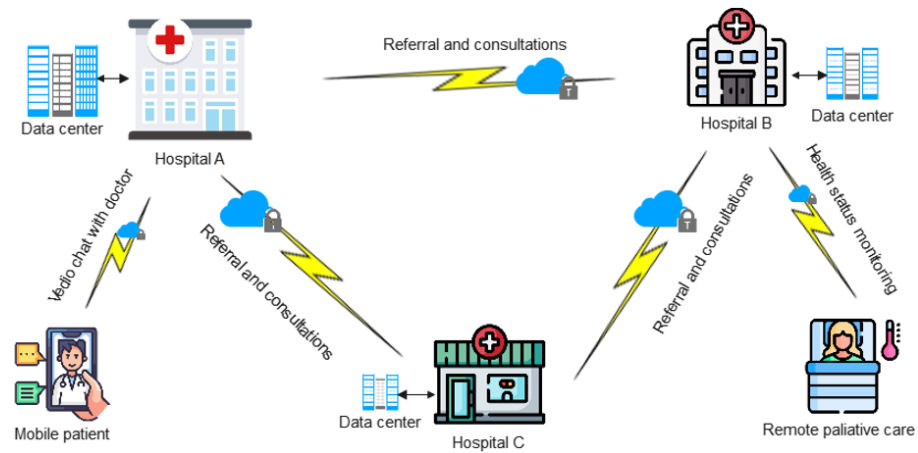 Referral and consultations
Data center
Hospital A
Hospital B
Data center
Vedio chat with doctor
Referral and consultations
Referral and consultations
Health status monitoring
Mobile patient
Data center
Hospital C
Remote paliative care